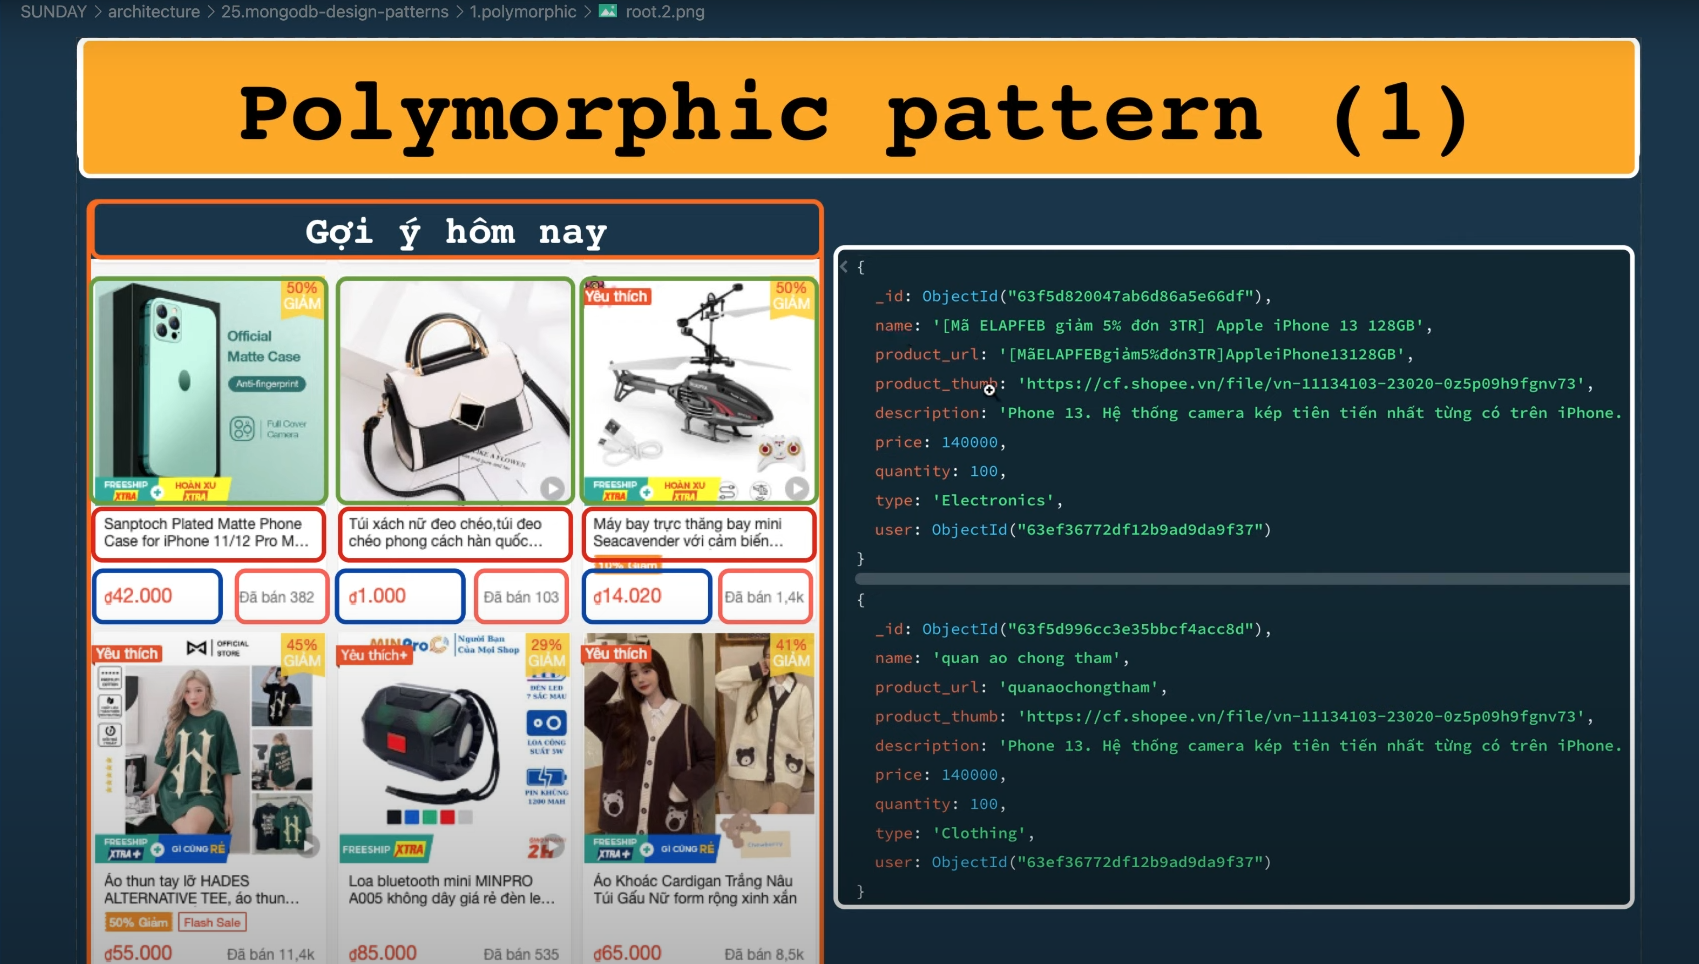 SUNDAY > architecture > 25.mongodb-design-patterns > 1.polymorphic > root.2.png
Polymorphic pattern (1)
Gợi ý hôm nay
50%
GIẢM
Official
Matte Case
Anti-fingerprint
Full Cover
Camera
FREESHIP
XTRA
+
HOÀN XU
XTRA
Sanptoch Plated Matte Phone
Case for iPhone 11/12 Pro M...
₫42.000
Đã bán 382
LIKE A FLOWER
Túi xách nữ đeo chéo,túi đeo
chéo phong cách hàn quốc...
₫1.000
Đã bán 103
Yêu thích
50%
GIẢM
FREESHIP
XTRA
+
HOÀN XU
XTRA
Máy bay trực thăng bay mini
Seacavender với cảm biến...
10% Giảm
₫14.020
Đã bán 1,4k
Yêu thích
OFFICIAL
STORE
45%
GIẢM
FREESHIP
XTRA+
+
GÌ CŨNG RẺ
Áo thun tay lỡ HADES
ALTERNATIVE TEE, áo thun...
50% Giảm
Flash Sale
₫55.000
Đã bán 11,4k
Yêu thích+
MINPro
Người Bạn
Của Mọi Shop
29%
GIẢM
ĐÈN LED
7 SẮC MÀU
LOA CÔNG
SUẤT 5W
PIN KHỦNG
1200 MAH
FREESHIP XTRA
Loa bluetooth mini MINPRO
A005 không dây giá rẻ đèn le...
₫85.000
Đã bán 535
Yêu thích
41%
GIẢM
FREESHIP
XTRA+
+
GÌ CŨNG RẺ
Áo Khoác Cardigan Trắng Nâu
Túi Gấu Nữ form rộng xinh xắn
₫65.000
Đã bán 8,5k
{
_id: ObjectId("63f5d820047ab6d86a5e66df"),
name: '[Mã ELAPFEB giảm 5% đơn 3TR] Apple iPhone 13 128GB',
product_url: '[MãELAPFEBgiảm5%đơn3TR]AppleiPhone13128GB',
product_thumb: 'https://cf.shopee.vn/file/vn-11134103-23020-0z5p09h9fgnv73',
description: 'Phone 13. Hệ thống camera kép tiên tiến nhất từng có trên iPhone.
price: 140000,
quantity: 100,
type: 'Electronics',
user: ObjectId("63ef36772df12b9ad9da9f37")
}
{
_id: ObjectId("63f5d996cc3e35bbcf4acc8d"),
name: 'quan ao chong tham',
product_url: 'quanaochongtham',
product_thumb: 'https://cf.shopee.vn/file/vn-11134103-23020-0z5p09h9fgnv73',
description: 'Phone 13. Hệ thống camera kép tiên tiến nhất từng có trên iPhone.
price: 140000,
quantity: 100,
type: 'Clothing',
user: ObjectId("63ef36772df12b9ad9da9f37")
}